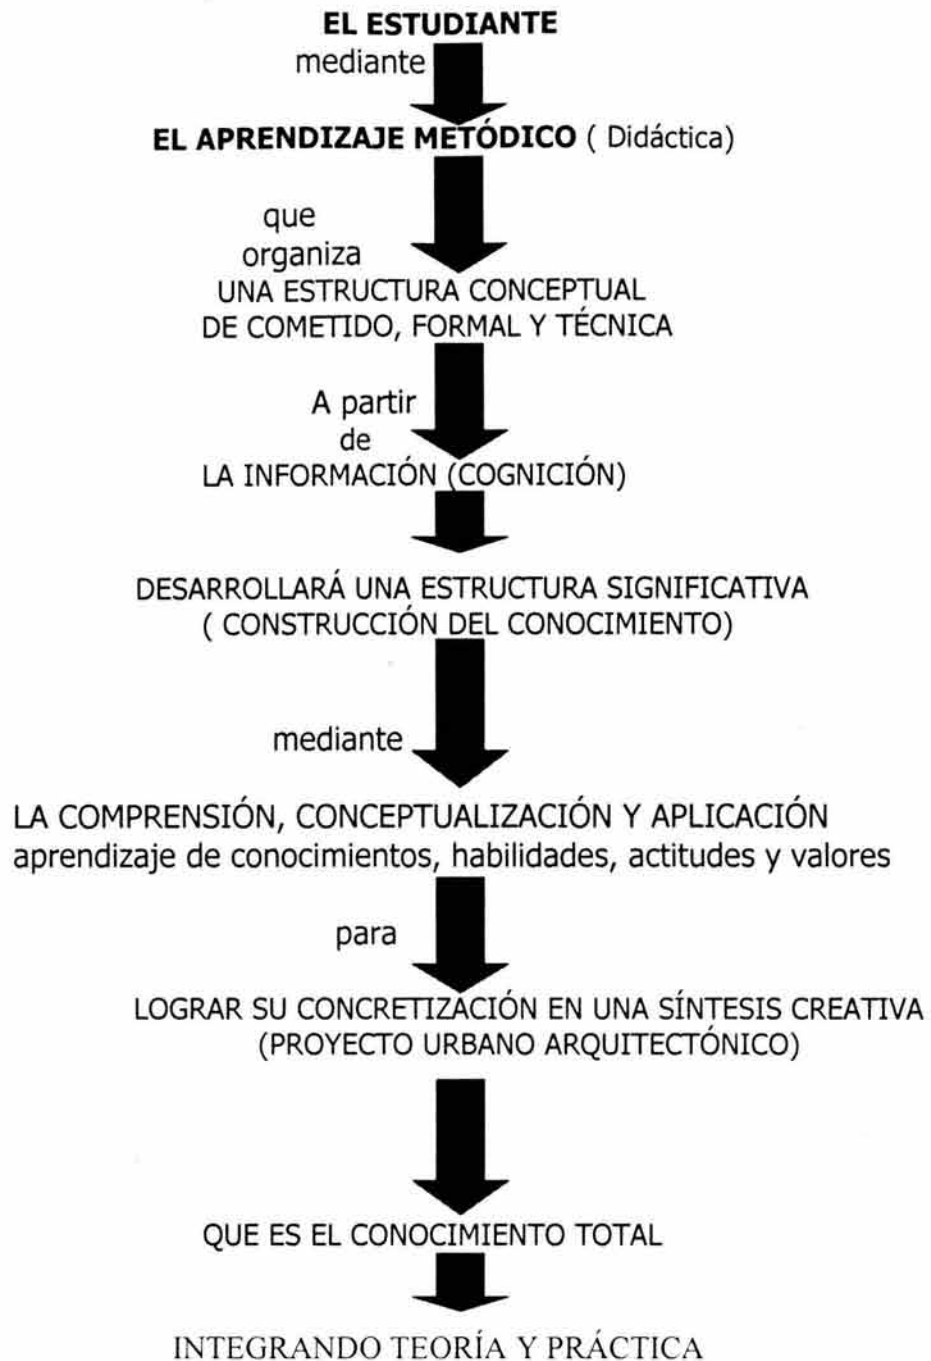 EL ESTUDIANTE
mediante
EL APRENDIZAJE METÓDICO ( Didáctica)
que
organiza
UNA ESTRUCTURA CONCEPTUAL
DE COMETIDO, FORMAL Y TÉCNICA
A partir
de
LA INFORMACIÓN (COGNICIÓN)
DESARROLLARÁ UNA ESTRUCTURA SIGNIFICATIVA
( CONSTRUCCIÓN DEL CONOCIMIENTO)
mediante
LA COMPRENSIÓN, CONCEPTUALIZACIÓN Y APLICACIÓN
aprendizaje de conocimientos, habilidades, actitudes y valores
para
LOGRAR SU CONCRETIZACIÓN EN UNA SÍNTESIS CREATIVA
(PROYECTO URBANO ARQUITECTÓNICO)
QUE ES EL CONOCIMIENTO TOTAL
INTEGRANDO TEORÍA Y PRÁCTICA